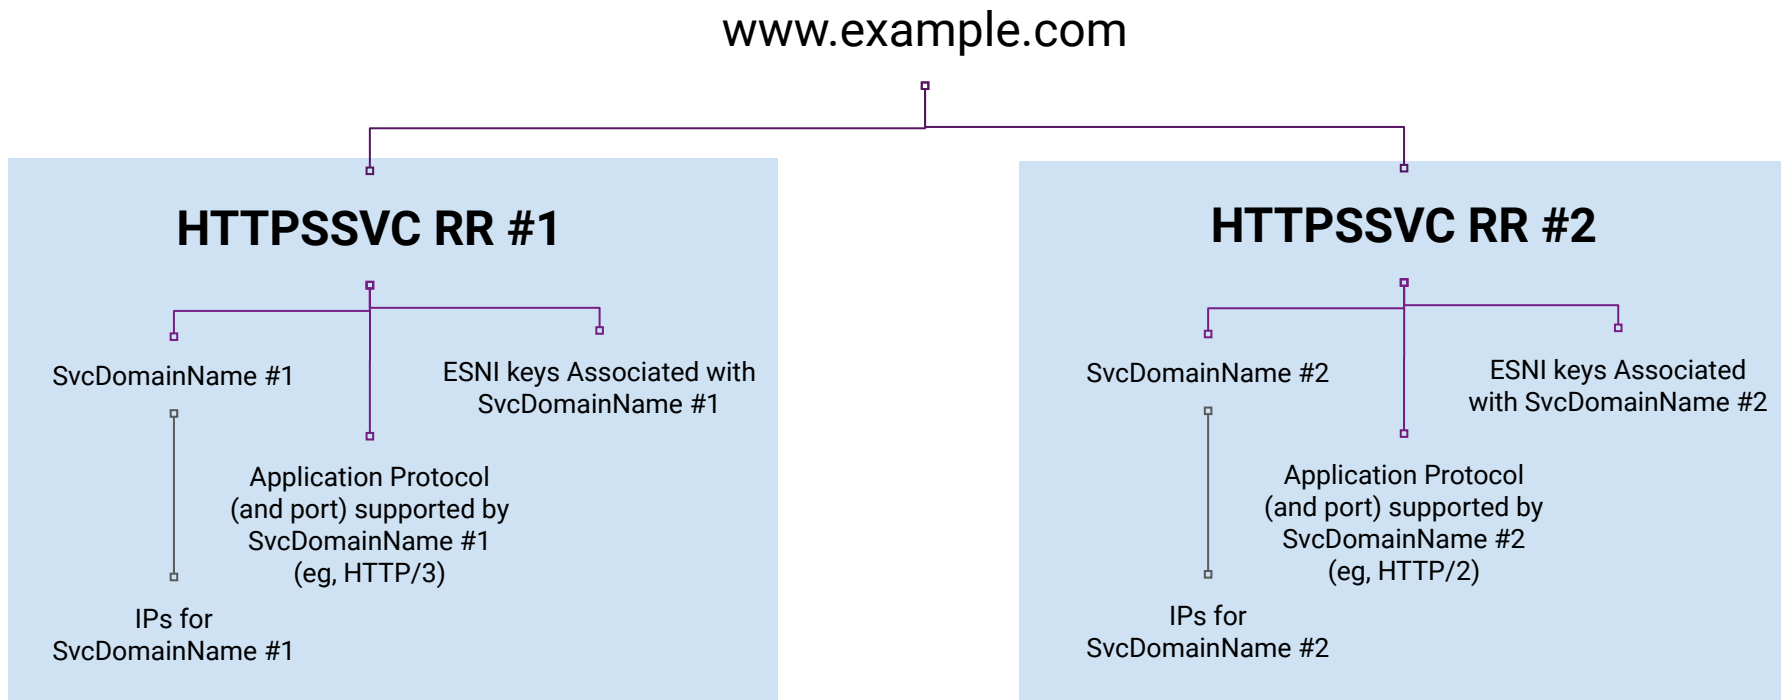 www.example.com
HTTPSSVC RR #1
SvcDomainName #1
ESNI keys Associated with
SvcDomainName #1
Application Protocol
(and port) supported by
SvcDomainName #1
(eg, HTTP/3)
IPs for
SvcDomainName #1
HTTPSSVC RR #2
SvcDomainName #2
ESNI keys Associated
with SvcDomainName #2
Application Protocol
(and port) supported by
SvcDomainName #2
(eg, HTTP/2)
IPs for
SvcDomainName #2